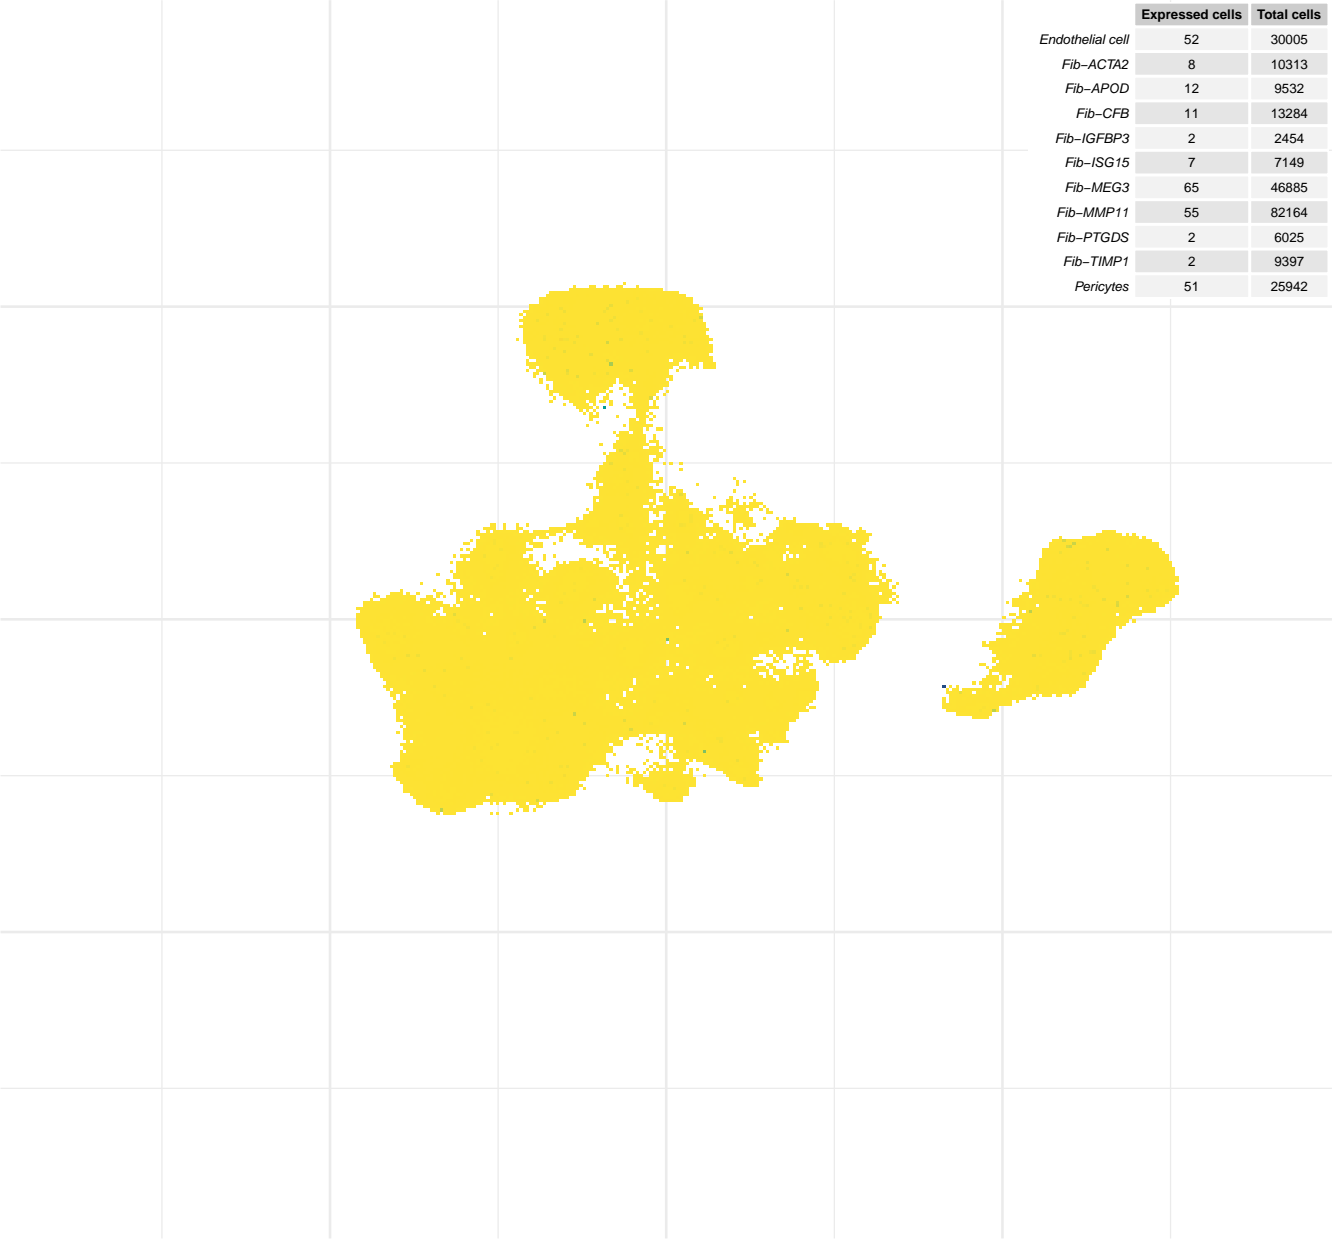 Expressed cells Total cells
Endothelial cell 52 30005
Fib−ACTA2 8 10313
Fib−APOD 12 9532
Fib−CFB 11 13284
Fib−IGFBP3 2 2454
Fib−ISG15 7 7149
Fib−MEG3 65 46885
Fib−MMP11 55 82164
Fib−PTGDS 2 6025
Fib−TIMP1 2 9397
Pericytes 51 25942